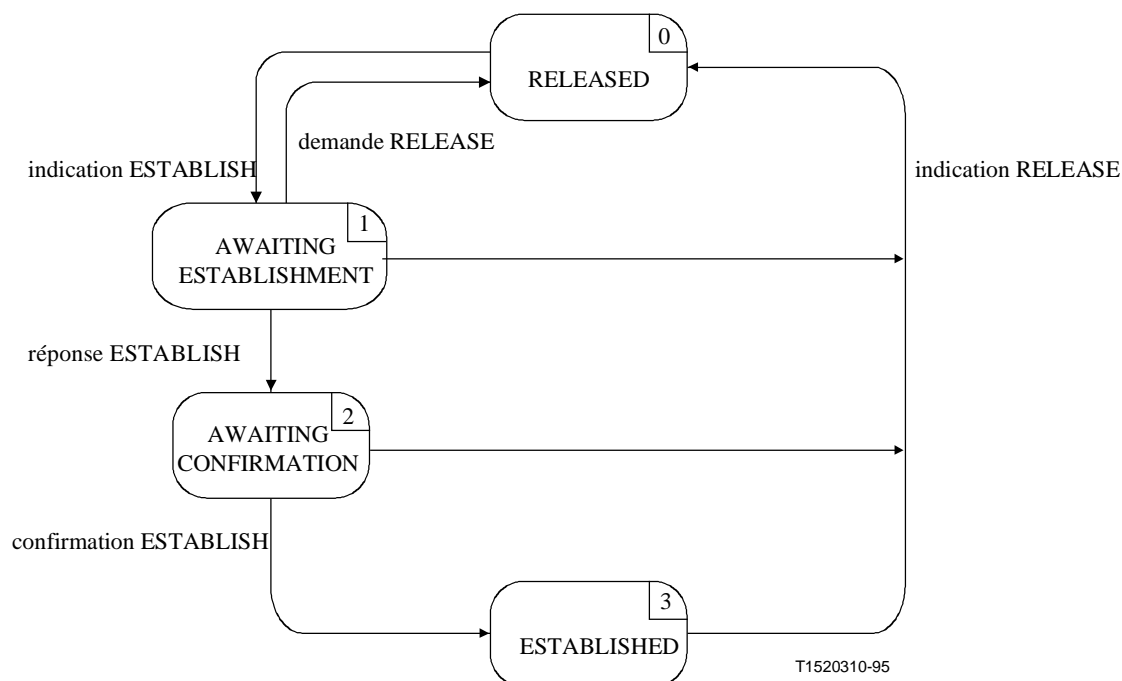 0
RELEASED
demande RELEASE
indication ESTABLISH
indication RELEASE
1
AWAITING
ESTABLISHMENT
réponse ESTABLISH
2
AWAITING
CONFIRMATION
confirmation ESTABLISH
3
ESTABLISHED
T1520310-95